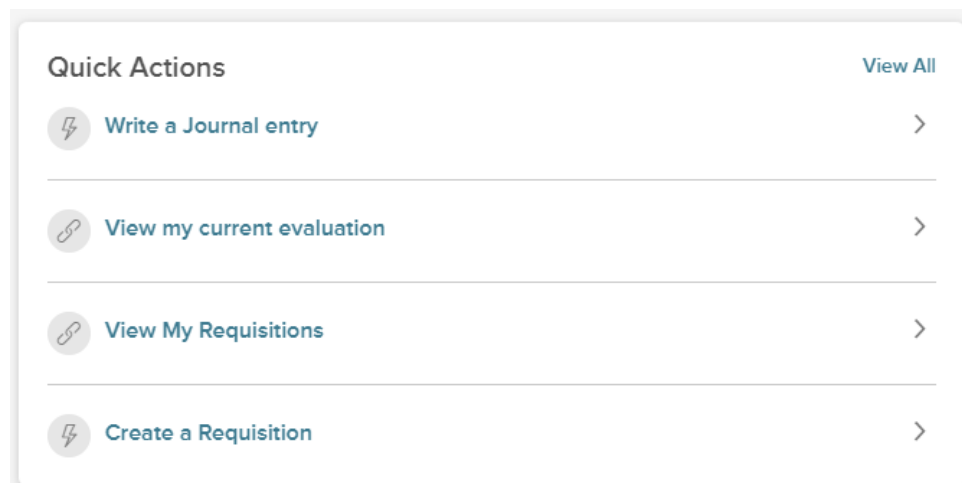 Quick Actions
View All
Write a Journal entry
View my current evaluation
View My Requisitions
Create a Requisition